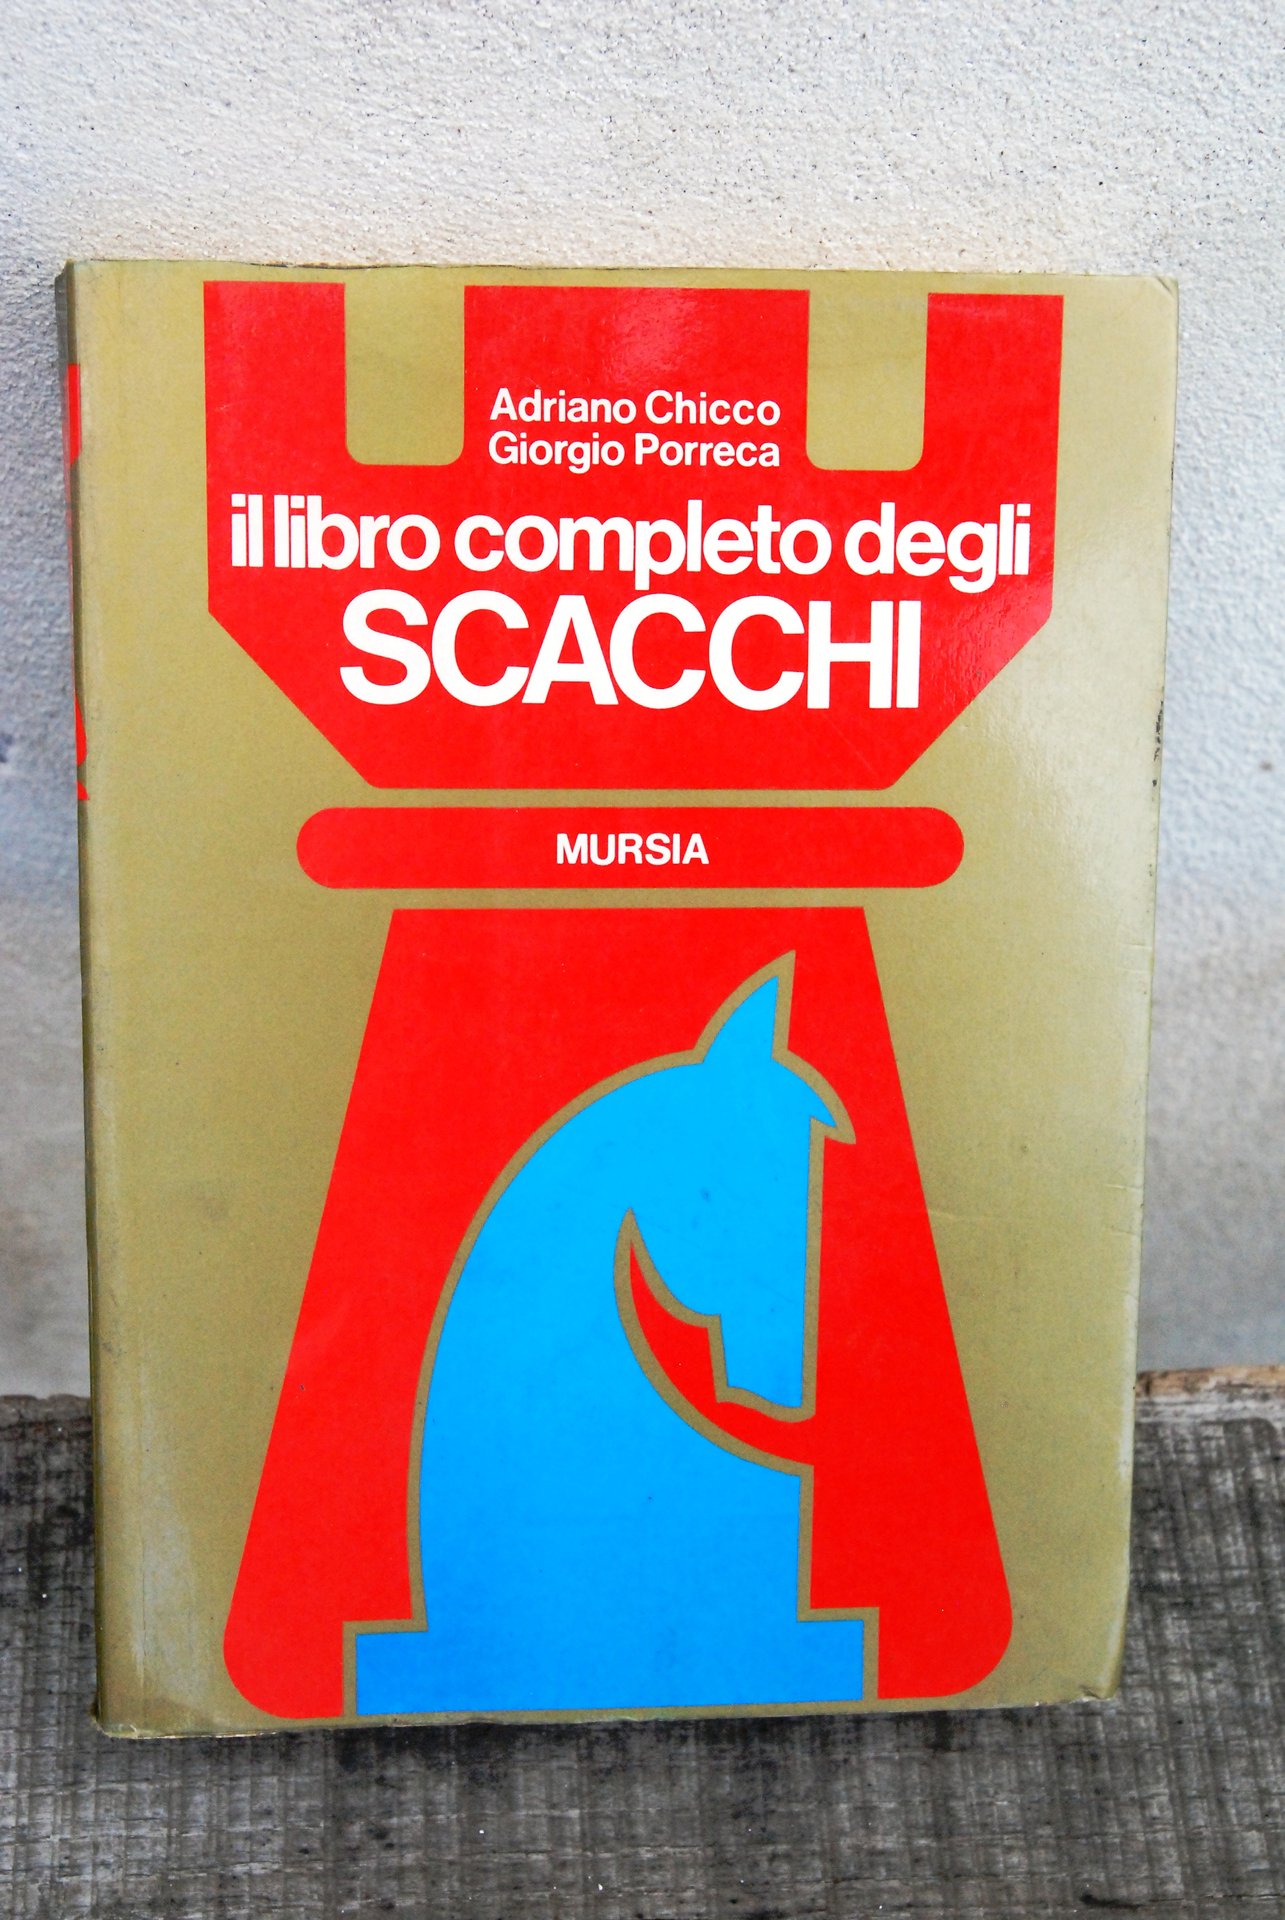 Adriano Chicco
Giorgio Porreca
il libro completo degli
SCACCHI
MURSIA